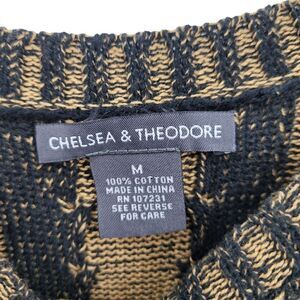 CHELSEA & THEODORE
M
100% COTTON
MADE IN CHINA
RN 107231
SEE REVERSE
FOR CARE